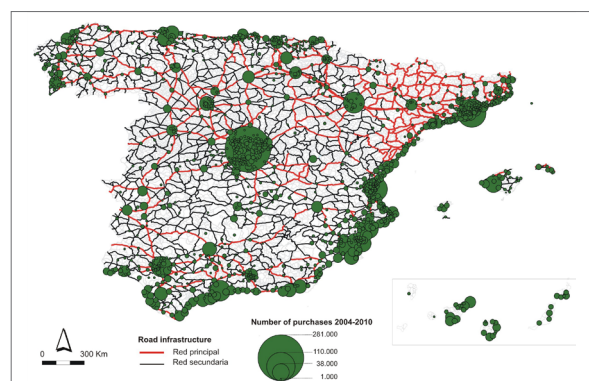 0 300 Km
Road infrastructure
Red principal
Red secundaria
Number of purchases 2004-2010
281.000
110.000
38.000
1.000